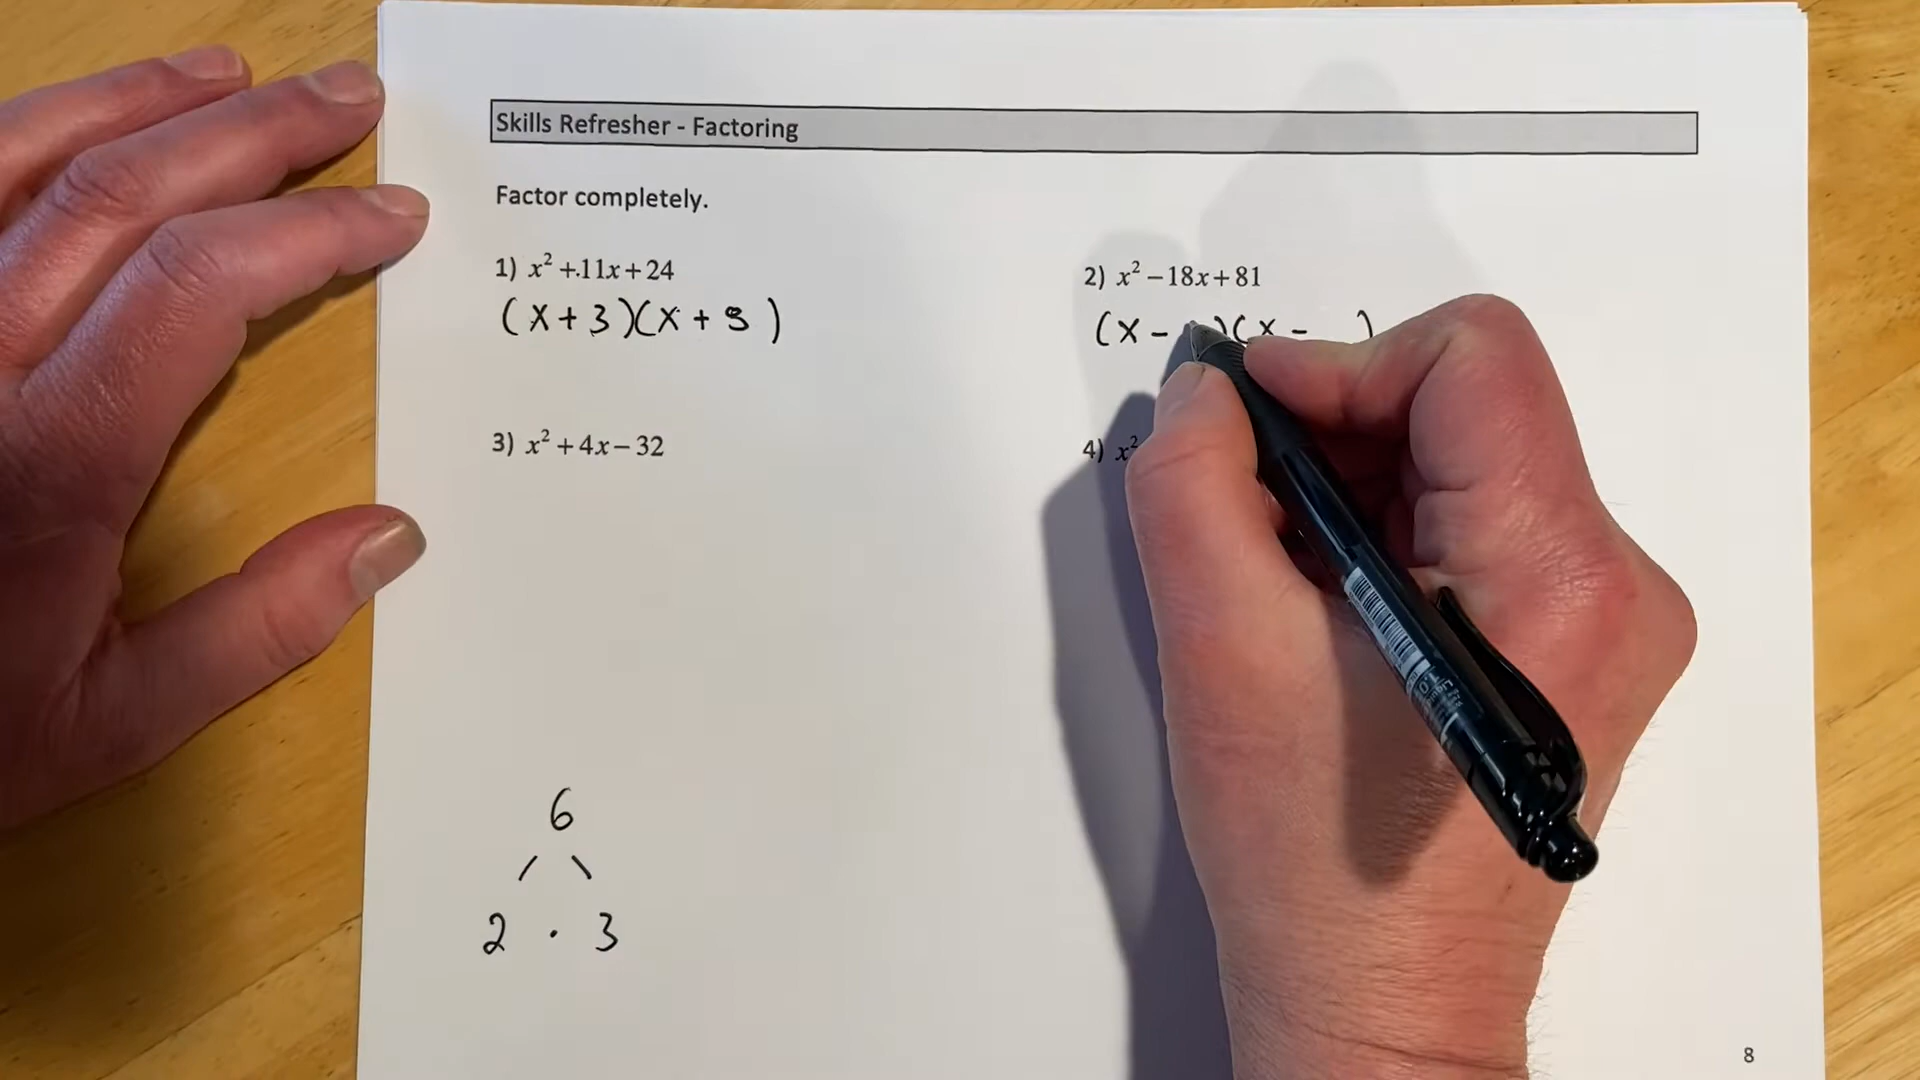 Skills Refresher - Factoring
Factor completely.
1) x² + 11x + 24
(x + 3)(x + 8)
2) x² − 18x + 81
(x − )(x − )
3) x² + 4x − 32
4) x²
6
2 · 3
8